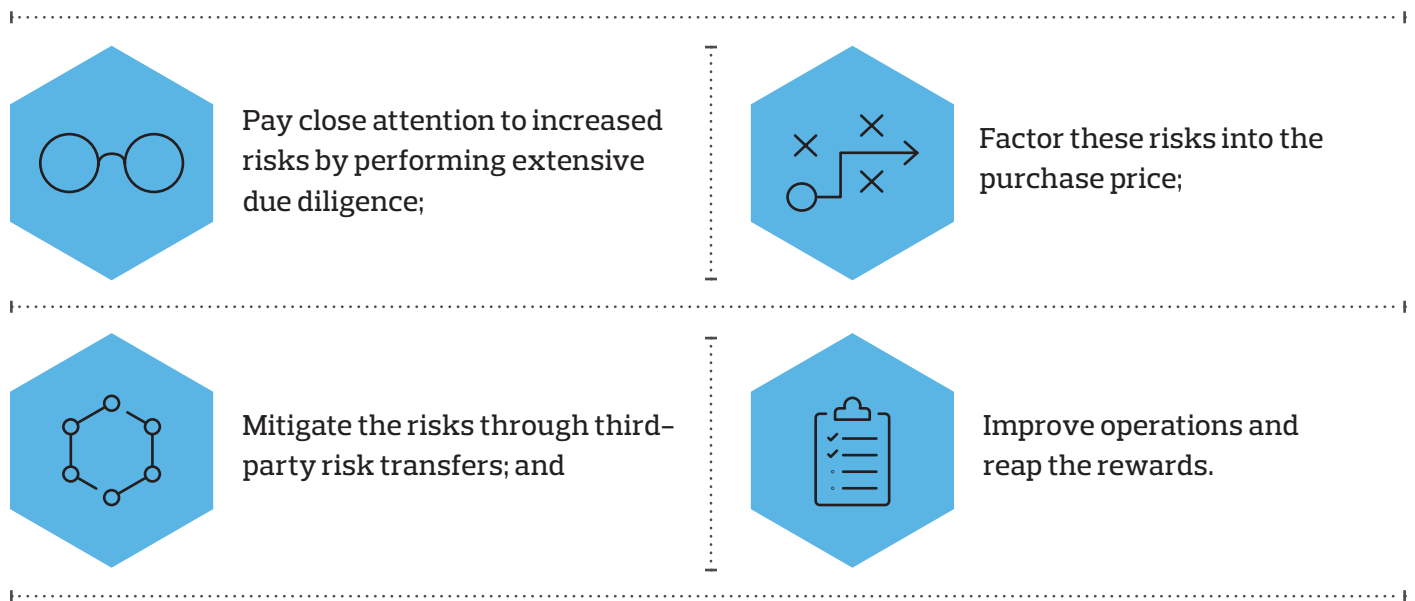 Pay close attention to increased
risks by performing extensive
due diligence;
Factor these risks into the
purchase price;
Mitigate the risks through third-
party risk transfers; and
Improve operations and
reap the rewards.